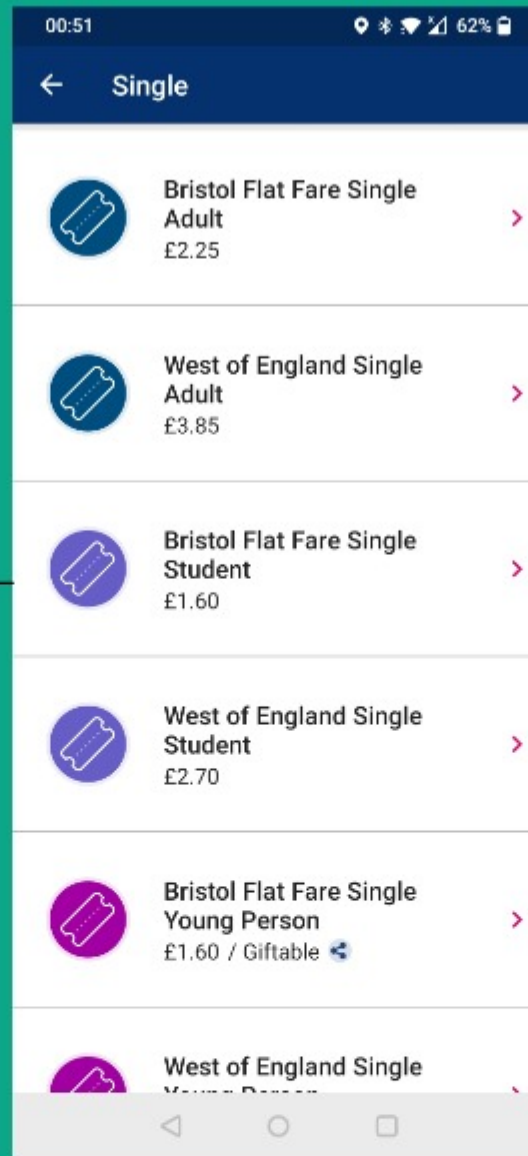 00:51 62%
Single
Bristol Flat Fare Single
Adult
£2.25
West of England Single
Adult
£3.85
Bristol Flat Fare Single
Student
£1.60
West of England Single
Student
£2.70
Bristol Flat Fare Single
Young Person
£1.60 / Giftable
West of England Single
Young Person